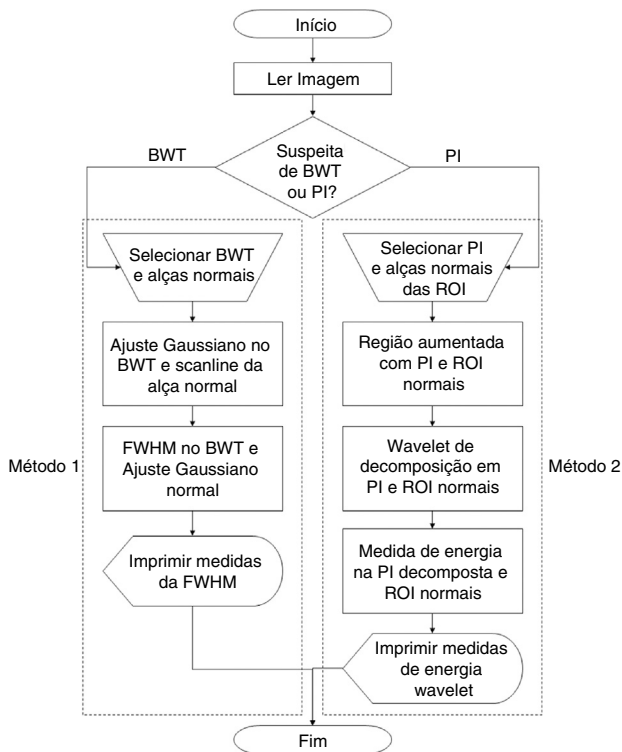 Início
Ler Imagem
BWT
Suspeita
de BWT
ou PI?
PI
Selecionar BWT
e alças normais
Ajuste Gaussiano no
BWT e scanline da
alça normal
FWHM no BWT e
Ajuste Gaussiano
normal
Imprimir medidas
da FWHM
Método 1
Selecionar PI
e alças normais
das ROI
Região aumentada
com PI e ROI
normais
Wavelet de
decomposição em
PI e ROI normais
Medida de energia
na PI decomposta e
ROI normais
Imprimir medidas
de energia
wavelet
Método 2
Fim